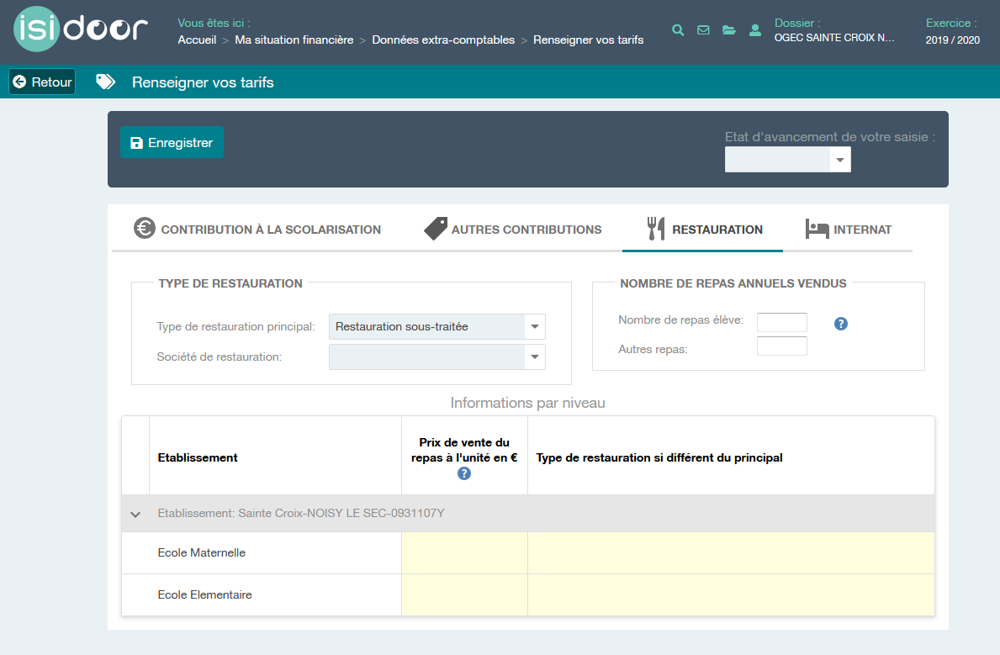 isidoor
Vous êtes ici :
Accueil > Ma situation financière > Données extra-comptables > Renseigner vos tarifs
Dossier :
OGEC SAINTE CROIX N...
Exercice :
2019 / 2020
Retour
Renseigner vos tarifs
Enregistrer
Etat d'avancement de votre saisie :
CONTRIBUTION À LA SCOLARISATION
AUTRES CONTRIBUTIONS
RESTAURATION
INTERNAT
TYPE DE RESTAURATION
Type de restauration principal:
Restauration sous-traitée
Société de restauration:
NOMBRE DE REPAS ANNUELS VENDUS
Nombre de repas élève:
?
Autres repas:
Informations par niveau
Etablissement
Prix de vente du
repas à l'unité en €
?
Type de restauration si différent du principal
Etablissement: Sainte Croix-NOISY LE SEC-0931107Y
Ecole Maternelle
Ecole Elementaire